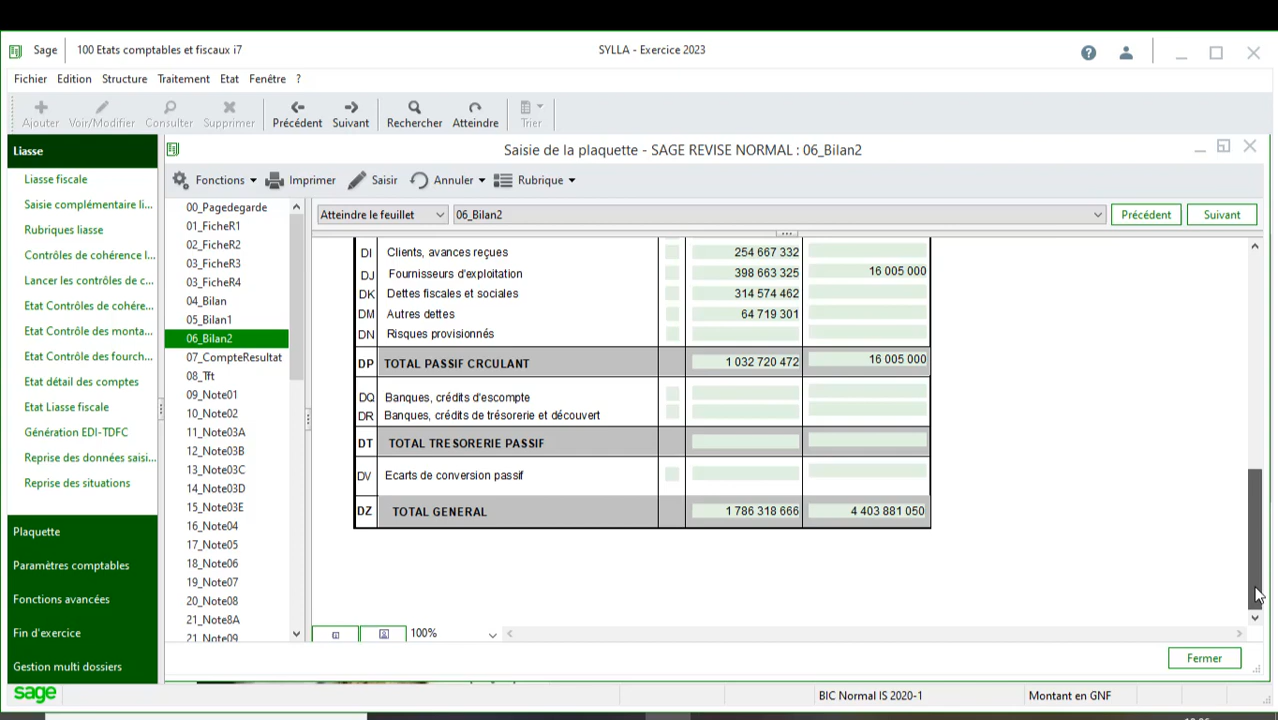 Sage 100 Etats comptables et fiscaux i7 SYLLA - Exercice 2023
Fichier Edition Structure Traitement Etat Fenêtre ?
Ajouter Voir/Modifier Consulter Supprimer Précédent Suivant Rechercher Atteindre Trier
Liasse
Liasse fiscale
Saisie complémentaire li...
Rubriques liasse
Contrôles de cohérence l...
Lancer les contrôles de c...
Etat Contrôles de cohére...
Etat Contrôle des monta...
Etat Contrôle des fourch...
Etat détail des comptes
Etat Liasse fiscale
Génération EDI-TDFC
Reprise des données saisi...
Reprise des situations
Plaquette
Paramètres comptables
Fonctions avancées
Fin d'exercice
Gestion multi dossiers
Saisie de la plaquette - SAGE REVISE NORMAL : 06_Bilan2
Fonctions Imprimer Saisir Annuler Rubrique
00_Pagedegarde
01_FicheR1
02_FicheR2
03_FicheR3
03_FicheR4
04_Bilan
05_Bilan1
06_Bilan2
07_CompteResultat
08_Tft
09_Note01
10_Note02
11_Note03A
12_Note03B
13_Note03C
14_Note03D
15_Note03E
16_Note04
17_Note05
18_Note06
19_Note07
20_Note08
21_Note8A
21_Note09
Atteindre le feuillet 06_Bilan2 Précédent Suivant
DI Clients, avances reçues 254 667 332
DJ Fournisseurs d'exploitation 398 663 325 16 005 000
DK Dettes fiscales et sociales 314 574 462
DM Autres dettes 64 719 301
DN Risques provisionnés
DP TOTAL PASSIF CRCULANT 1 032 720 472 16 005 000
DQ Banques, crédits d'escompte
DR Banques, crédits de trésorerie et découvert
DT TOTAL TRESORERIE PASSIF
DV Ecarts de conversion passif
DZ TOTAL GENERAL 1 786 318 666 4 403 881 050
100%
Fermer
sage BIC Normal IS 2020-1 Montant en GNF